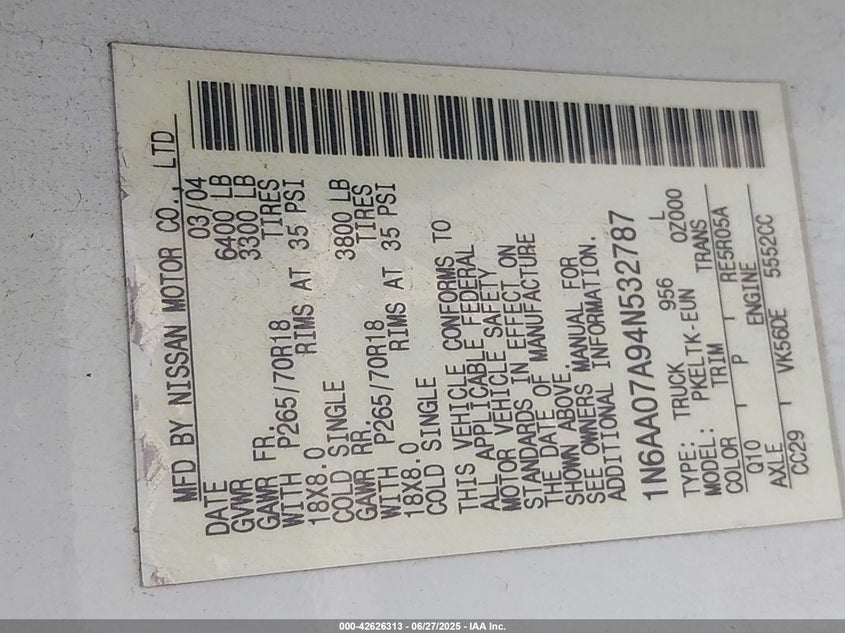 MFD BY NISSAN MOTOR CO., LTD
DATE 03/04
GVWR 6400 LB
GAWR FR. 3300 LB
WITH P265/70R18 TIRES
18X8.0 RIMS AT 35 PSI
COLD SINGLE
GAWR RR. 3800 LB
WITH P265/70R18 TIRES
18X8.0 RIMS AT 35 PSI
COLD SINGLE
THIS VEHICLE CONFORMS TO
ALL APPLICABLE FEDERAL
MOTOR VEHICLE SAFETY
STANDARDS IN EFFECT ON
THE DATE OF MANUFACTURE
SHOWN ABOVE.
SEE OWNERS MANUAL FOR
ADDITIONAL INFORMATION.
1N6AA07A94N532787
TYPE: TRUCK 956 L
MODEL: PKELTK-EUN OZ000
COLOR TRIM TRANS
Q10 P RE5R05A
AXLE ENGINE
CC29 VK56DE 5552CC
000-42626313 - 06/27/2025 - IAA Inc.